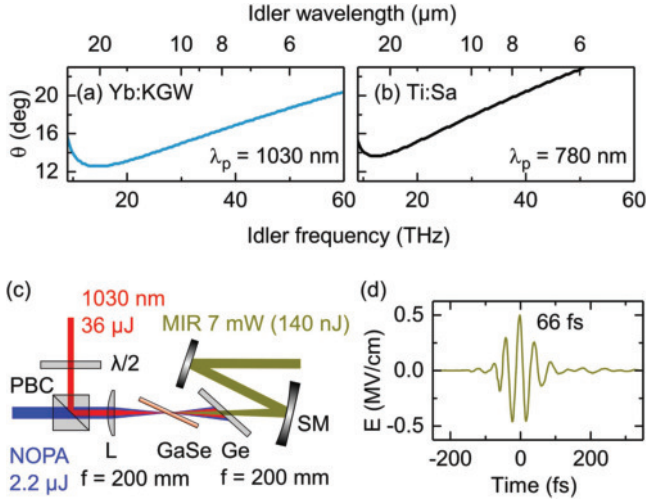 Idler wavelength (μm)
20 10 8 6 20 10 8 6
θ (deg)
20
16
12
(a) Yb:KGW
λp = 1030 nm
(b) Ti:Sa
λp = 780 nm
20 40 60 20 40 60
Idler frequency (THz)
(c)
1030 nm
36 μJ
MIR 7 mW (140 nJ)
λ/2
PBC
SM
L GaSe Ge
NOPA
2.2 μJ
f = 200 mm f = 200 mm
(d)
66 fs
E (MV/cm)
0.5
0.0
-0.5
-200 0 200
Time (fs)